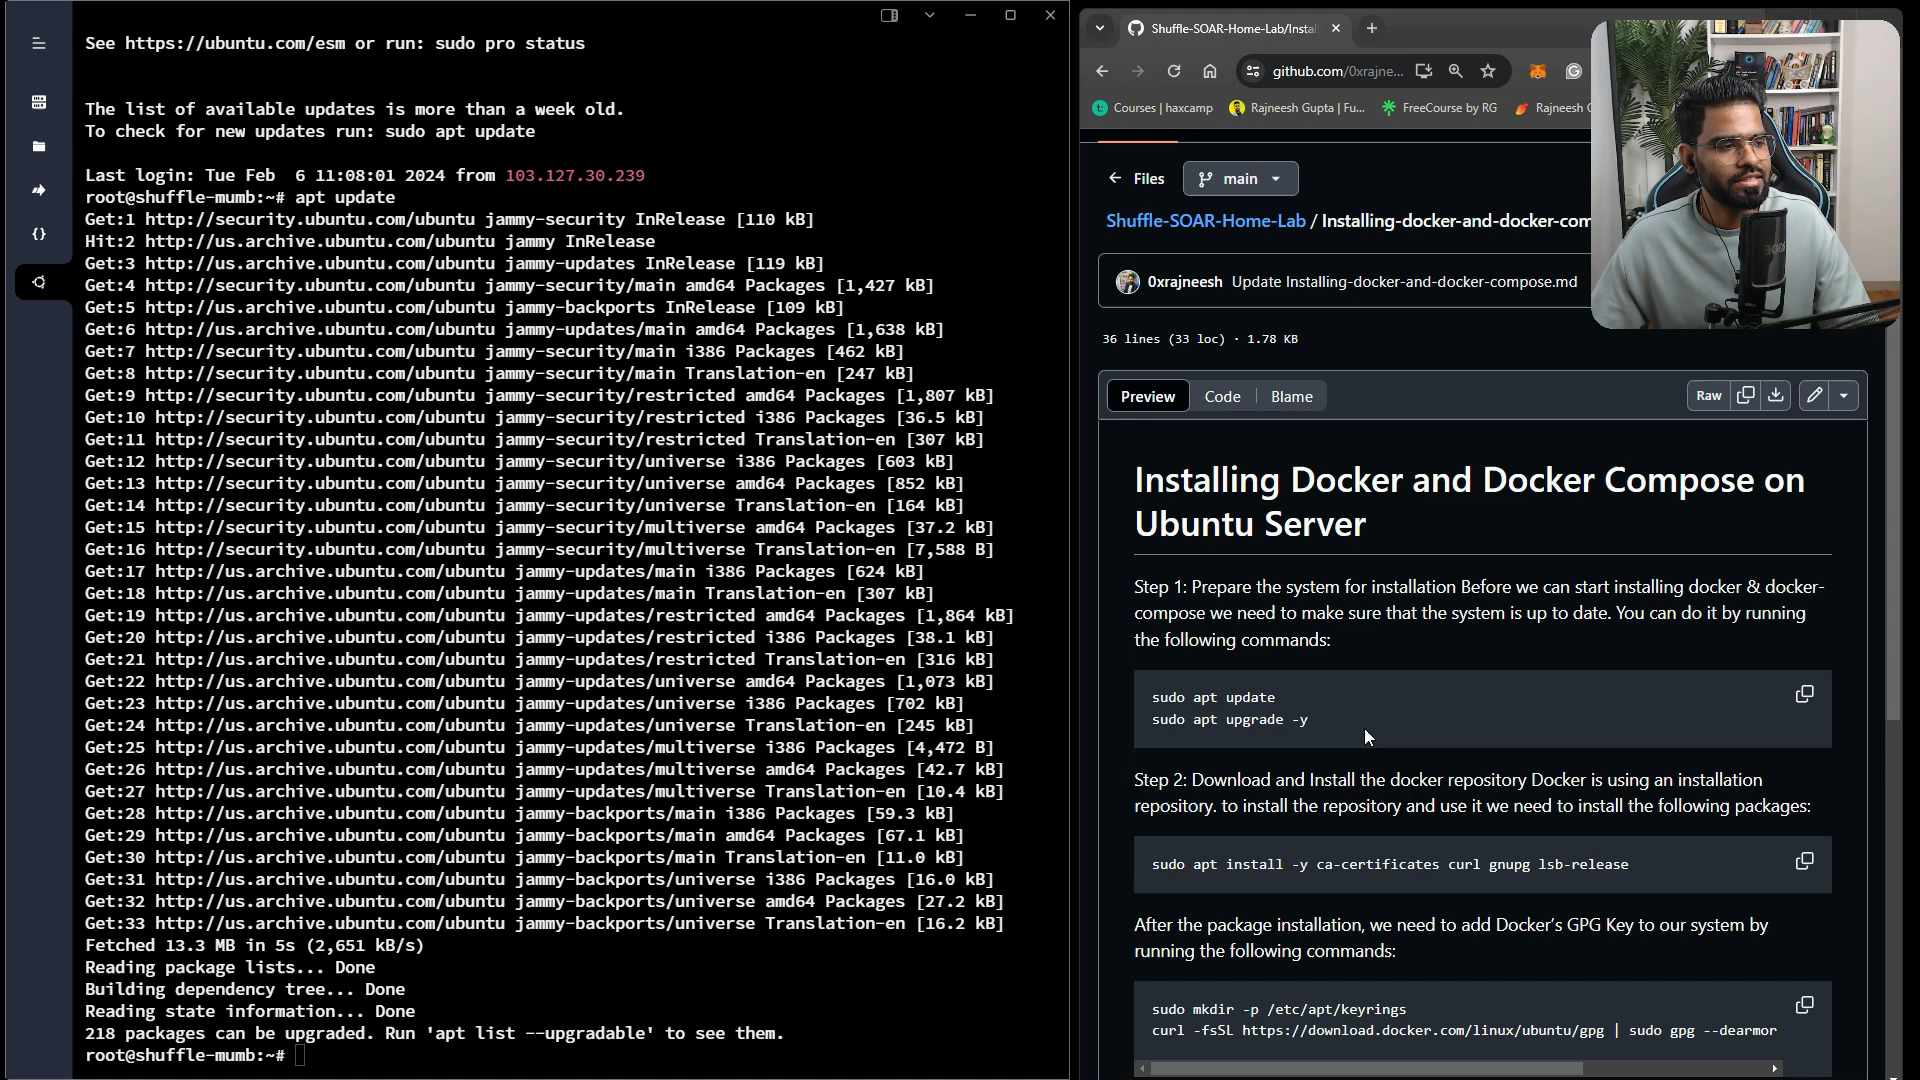 See https://ubuntu.com/esm or run: sudo pro status
The list of available updates is more than a week old.
To check for new updates run: sudo apt update
Last login: Tue Feb  6 11:08:01 2024 from 103.127.30.239
root@shuffle-mumb:~# apt update
Get:1 http://security.ubuntu.com/ubuntu jammy-security InRelease [110 kB]
Hit:2 http://us.archive.ubuntu.com/ubuntu jammy InRelease
Get:3 http://us.archive.ubuntu.com/ubuntu jammy-updates InRelease [119 kB]
Get:4 http://security.ubuntu.com/ubuntu jammy-security/main amd64 Packages [1,427 kB]
Get:5 http://us.archive.ubuntu.com/ubuntu jammy-backports InRelease [109 kB]
Get:6 http://us.archive.ubuntu.com/ubuntu jammy-updates/main amd64 Packages [1,638 kB]
Get:7 http://security.ubuntu.com/ubuntu jammy-security/main i386 Packages [462 kB]
Get:8 http://security.ubuntu.com/ubuntu jammy-security/main Translation-en [247 kB]
Get:9 http://security.ubuntu.com/ubuntu jammy-security/restricted amd64 Packages [1,807 kB]
Get:10 http://security.ubuntu.com/ubuntu jammy-security/restricted i386 Packages [36.5 kB]
Get:11 http://security.ubuntu.com/ubuntu jammy-security/restricted Translation-en [307 kB]
Get:12 http://security.ubuntu.com/ubuntu jammy-security/universe i386 Packages [603 kB]
Get:13 http://security.ubuntu.com/ubuntu jammy-security/universe amd64 Packages [852 kB]
Get:14 http://security.ubuntu.com/ubuntu jammy-security/universe Translation-en [164 kB]
Get:15 http://security.ubuntu.com/ubuntu jammy-security/multiverse amd64 Packages [37.2 kB]
Get:16 http://security.ubuntu.com/ubuntu jammy-security/multiverse Translation-en [7,588 B]
Get:17 http://us.archive.ubuntu.com/ubuntu jammy-updates/main i386 Packages [624 kB]
Get:18 http://us.archive.ubuntu.com/ubuntu jammy-updates/main Translation-en [307 kB]
Get:19 http://us.archive.ubuntu.com/ubuntu jammy-updates/restricted amd64 Packages [1,864 kB]
Get:20 http://us.archive.ubuntu.com/ubuntu jammy-updates/restricted i386 Packages [38.1 kB]
Get:21 http://us.archive.ubuntu.com/ubuntu jammy-updates/restricted Translation-en [316 kB]
Get:22 http://us.archive.ubuntu.com/ubuntu jammy-updates/universe amd64 Packages [1,073 kB]
Get:23 http://us.archive.ubuntu.com/ubuntu jammy-updates/universe i386 Packages [702 kB]
Get:24 http://us.archive.ubuntu.com/ubuntu jammy-updates/universe Translation-en [245 kB]
Get:25 http://us.archive.ubuntu.com/ubuntu jammy-updates/multiverse i386 Packages [4,472 B]
Get:26 http://us.archive.ubuntu.com/ubuntu jammy-updates/multiverse amd64 Packages [42.7 kB]
Get:27 http://us.archive.ubuntu.com/ubuntu jammy-updates/multiverse Translation-en [10.4 kB]
Get:28 http://us.archive.ubuntu.com/ubuntu jammy-backports/main i386 Packages [59.3 kB]
Get:29 http://us.archive.ubuntu.com/ubuntu jammy-backports/main amd64 Packages [67.1 kB]
Get:30 http://us.archive.ubuntu.com/ubuntu jammy-backports/main Translation-en [11.0 kB]
Get:31 http://us.archive.ubuntu.com/ubuntu jammy-backports/universe i386 Packages [16.0 kB]
Get:32 http://us.archive.ubuntu.com/ubuntu jammy-backports/universe amd64 Packages [27.2 kB]
Get:33 http://us.archive.ubuntu.com/ubuntu jammy-backports/universe Translation-en [16.2 kB]
Fetched 13.3 MB in 5s (2,651 kB/s)
Reading package lists... Done
Building dependency tree... Done
Reading state information... Done
218 packages can be upgraded. Run 'apt list --upgradable' to see them.
root@shuffle-mumb:~#
Shuffle-SOAR-Home-Lab/Insta
github.com/0xrajne...
Courses | haxcamp
Rajneesh Gupta | Fu...
FreeCourse by RG
Rajneesh
Files
main
Shuffle-SOAR-Home-Lab / Installing-docker-and-docker-com
0xrajneesh Update Installing-docker-and-docker-compose.md
36 lines (33 loc) · 1.78 KB
Preview
Code
Blame
Raw
Installing Docker and Docker Compose on
Ubuntu Server
Step 1: Prepare the system for installation Before we can start installing docker & docker-
compose we need to make sure that the system is up to date. You can do it by running
the following commands:
sudo apt update
sudo apt upgrade -y
Step 2: Download and Install the docker repository Docker is using an installation
repository. to install the repository and use it we need to install the following packages:
sudo apt install -y ca-certificates curl gnupg lsb-release
After the package installation, we need to add Docker’s GPG Key to our system by
running the following commands:
sudo mkdir -p /etc/apt/keyrings
curl -fsSL https://download.docker.com/linux/ubuntu/gpg | sudo gpg --dearmor